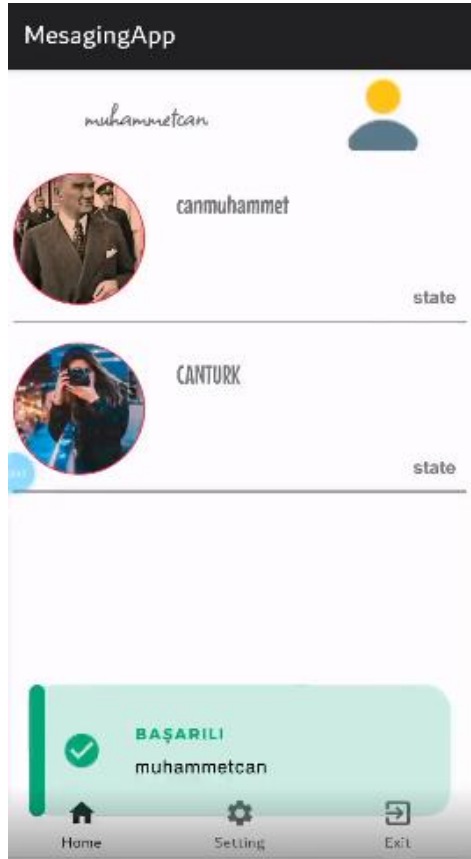 MesagingApp
muhammetcan
canmuhammet
state
CANTURK
state
BAŞARILI
muhammetcan
Home Setting Exit